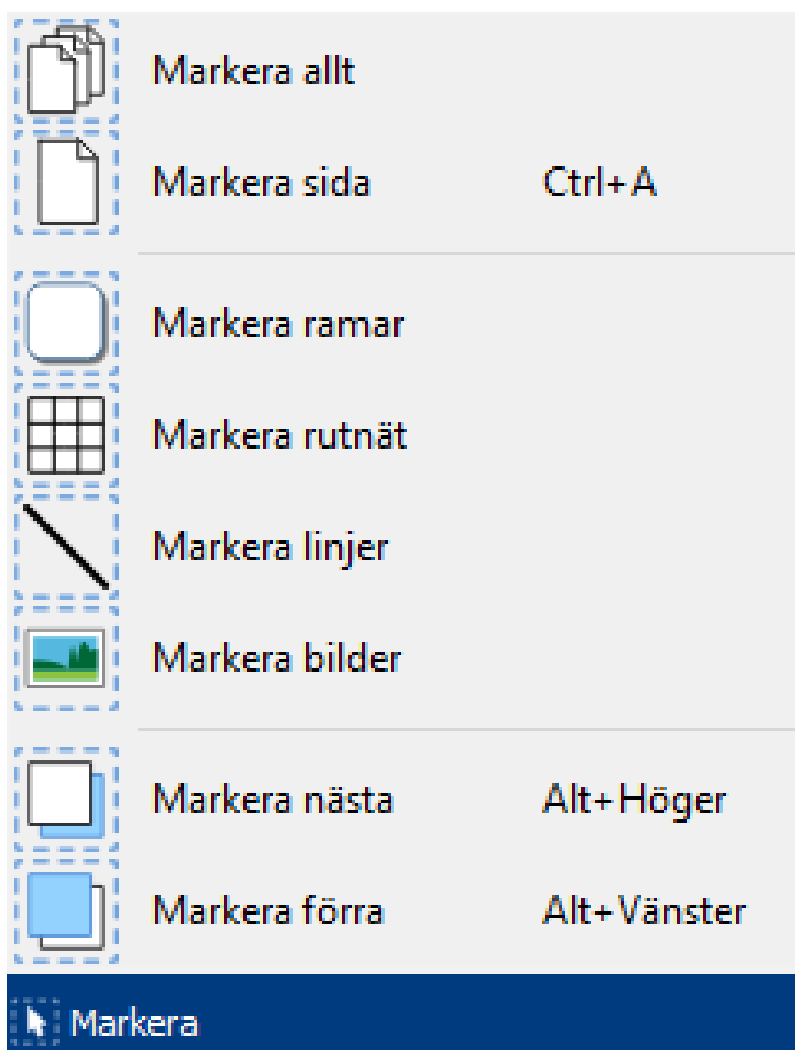 Markera allt
Markera sida Ctrl+A
Markera ramar
Markera rutnät
Markera linjer
Markera bilder
Markera nästa Alt+Höger
Markera förra Alt+Vänster
Markera